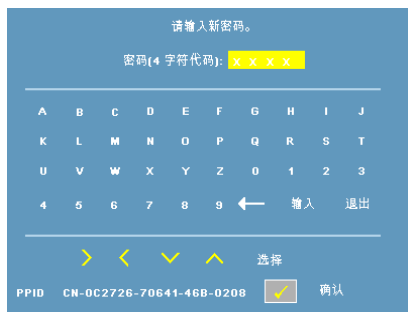 请输入新密码。
密码(4 字符代码): X X X X
A B C D E F G H I J
K L M N O P Q R S T
U V W X Y Z 0 1 2 3
4 5 6 7 8 9 ← 输入 退出
> < ∨ ∧ 选择
PPID CN-0C2726-70641-46B-0208 ✓ 确认